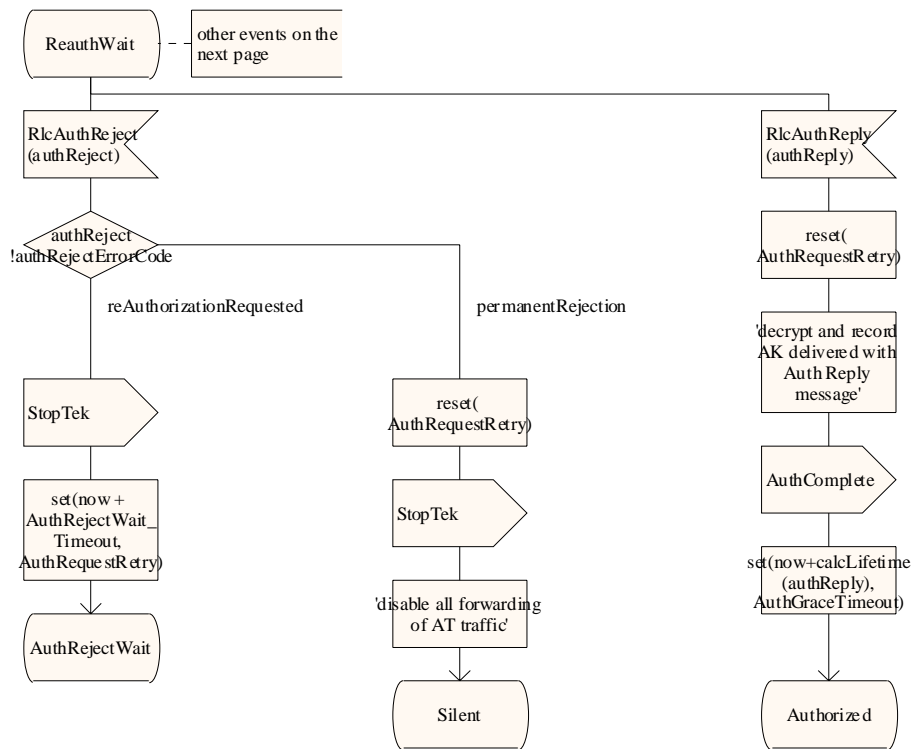 ReauthWait
other events on the
next page
RlcAuthReject
(authReject)
RlcAuthReply
(authReply)
authReject
!authRejectErrorCode
reset(
AuthRequestRetry)
reAuthorizationRequested
permanentRejection
'decrypt and record
AK delivered with
Auth Reply
message'
StopTek
reset(
AuthRequestRetry)
AuthComplete
set(now +
AuthRejectWait_
Timeout,
AuthRequestRetry)
StopTek
set(now+calcLifetime
(authReply),
AuthGraceTimeout)
'disable all forwarding
of AT traffic'
AuthRejectWait
Silent
Authorized